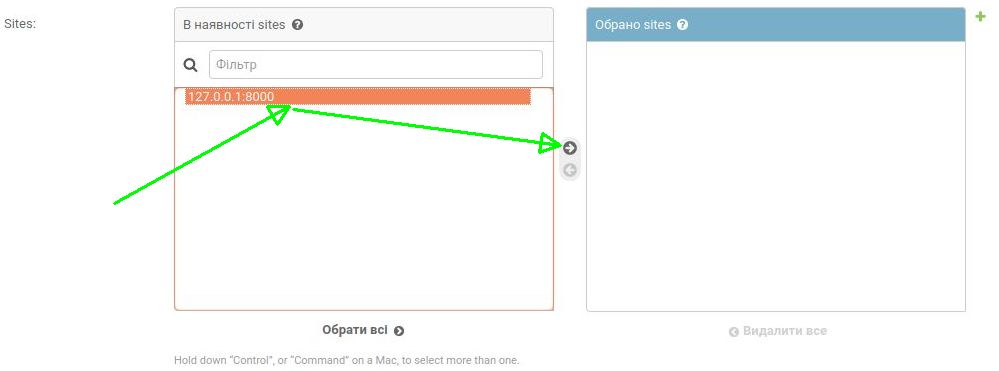 Sites:
В наявності sites
Обрано sites
Фільтр
127.0.0.1:8000
Обрати всі
Видалити все
Hold down “Control”, or “Command” on a Mac, to select more than one.